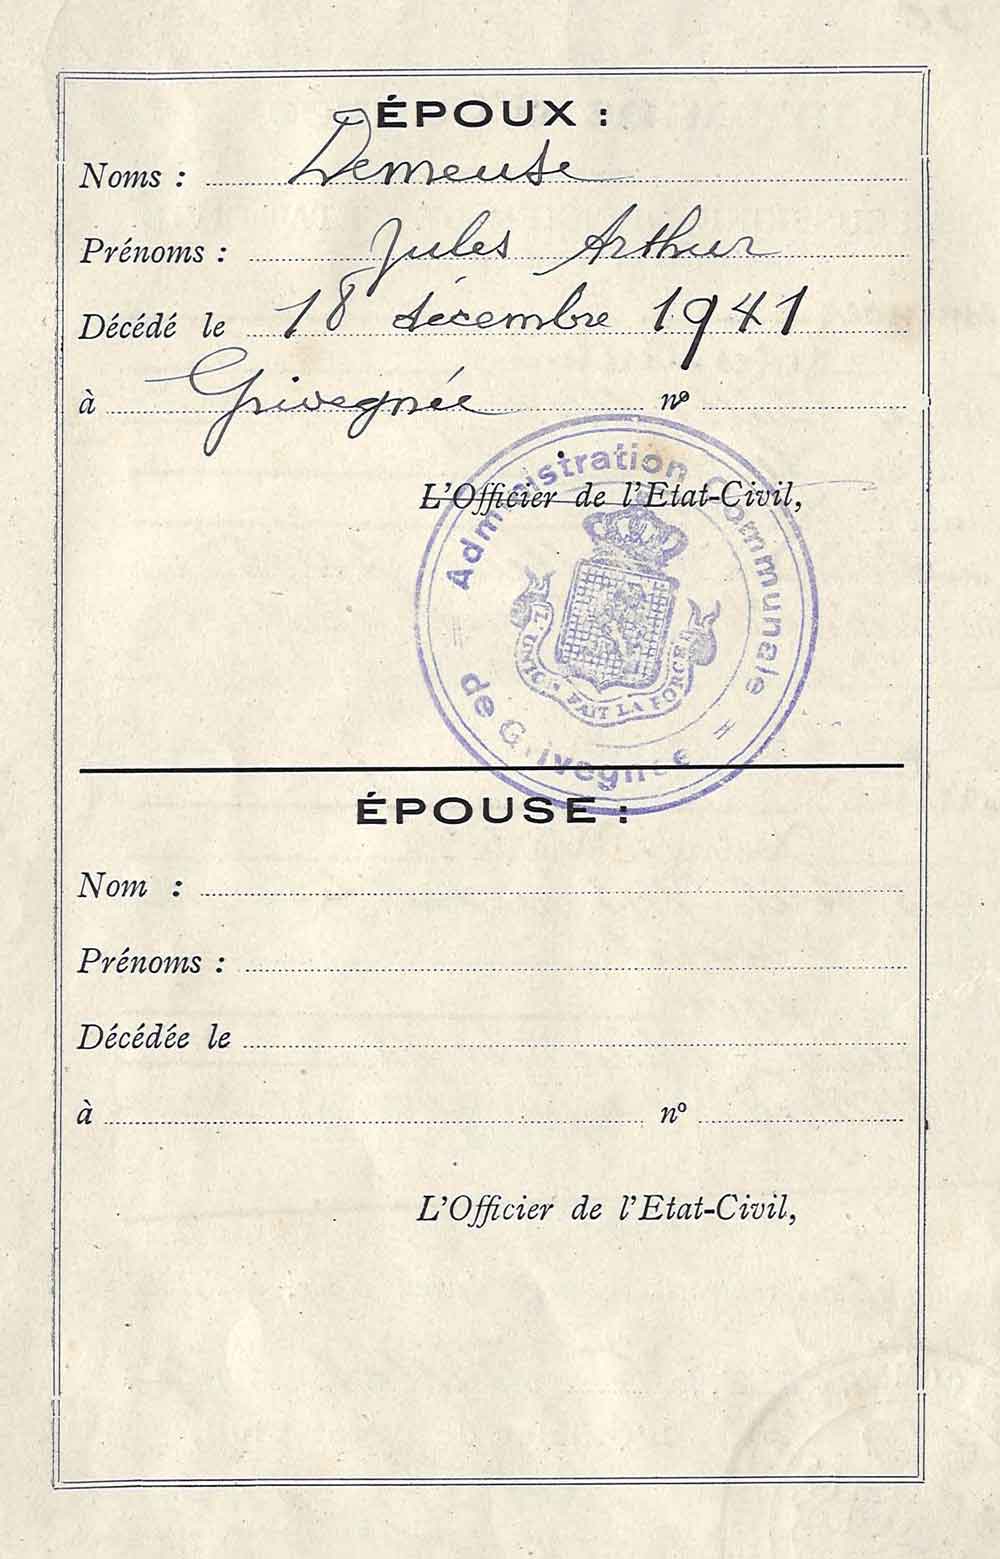 ÉPOUX :
Noms : Demeuse
Prénoms : Jules Arthur
Décédé le 18 décembre 1941
à Grivegnée nº
L'Officier de l'Etat-Civil,
Administration Communale
de Grivegnée
L'UNION FAIT LA FORCE
ÉPOUSE :
Nom :
Prénoms :
Décédée le
à nº
L'Officier de l'Etat-Civil,